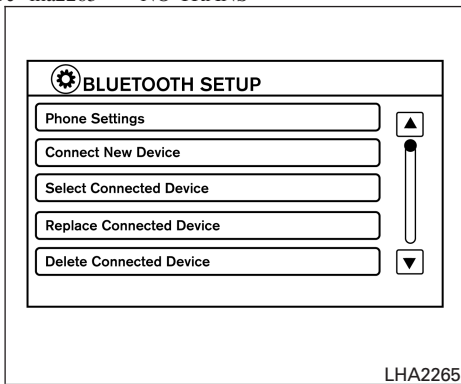 BLUETOOTH SETUP
Phone Settings
Connect New Device
Select Connected Device
Replace Connected Device
Delete Connected Device
LHA2265